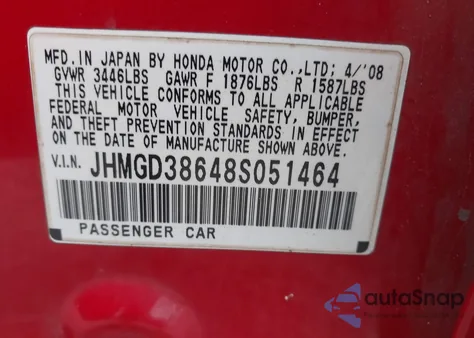 MFD. IN JAPAN BY HONDA MOTOR CO.,LTD; 4/'08
GVWR 3446LBS GAWR F 1876LBS R 1587LBS
THIS VEHICLE CONFORMS TO ALL APPLICABLE
FEDERAL MOTOR VEHICLE SAFETY, BUMPER,
AND THEFT PREVENTION STANDARDS IN EFFECT
ON THE DATE OF MANUFACTURE SHOWN ABOVE.
V.I.N. JHMGD38648S051464
PASSENGER CAR
autaSnap